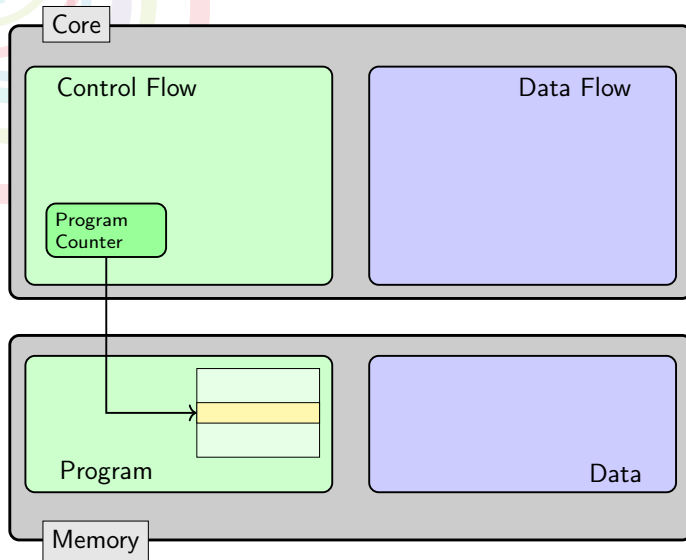 Core
Control Flow
Data Flow
Program
Counter
Program
Data
Memory